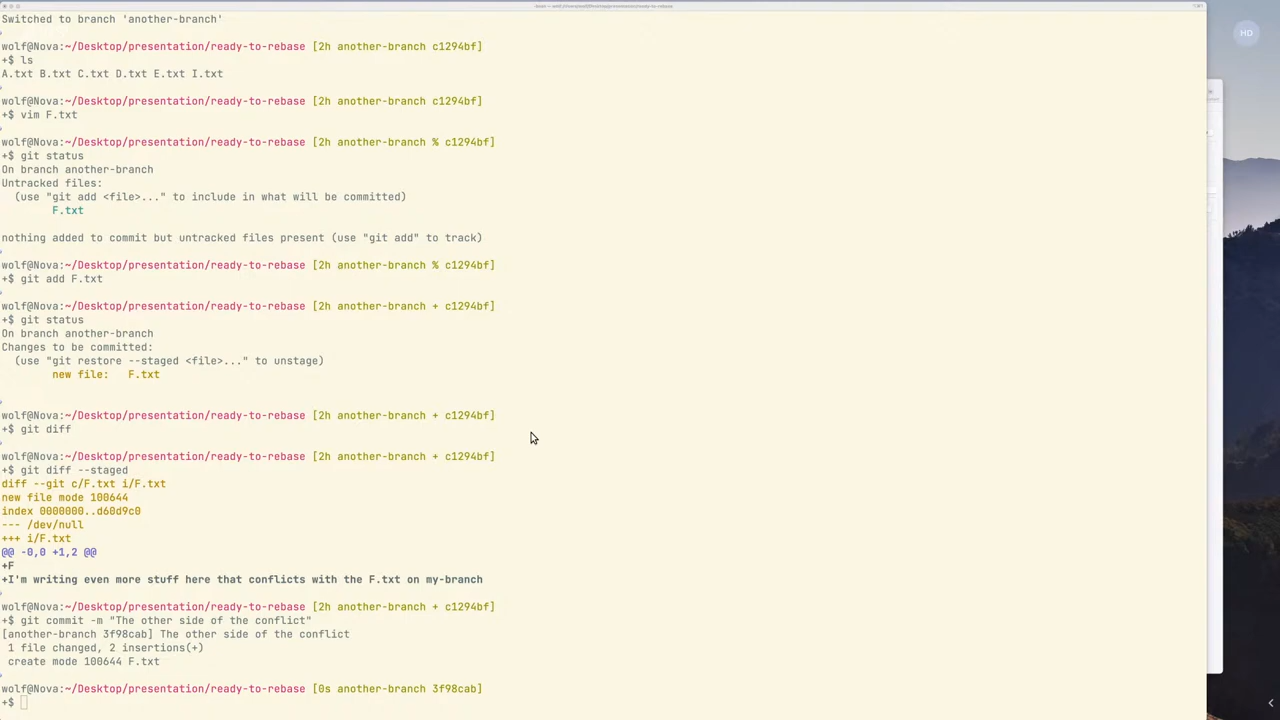 Switched to branch 'another-branch'
wolf@Nova:~/Desktop/presentation/ready-to-rebase [2h another-branch c1294bf]
+$ ls
A.txt B.txt C.txt D.txt E.txt I.txt
wolf@Nova:~/Desktop/presentation/ready-to-rebase [2h another-branch c1294bf]
+$ vim F.txt
wolf@Nova:~/Desktop/presentation/ready-to-rebase [2h another-branch % c1294bf]
+$ git status
On branch another-branch
Untracked files:
  (use "git add <file>..." to include in what will be committed)
        F.txt
nothing added to commit but untracked files present (use "git add" to track)
wolf@Nova:~/Desktop/presentation/ready-to-rebase [2h another-branch % c1294bf]
+$ git add F.txt
wolf@Nova:~/Desktop/presentation/ready-to-rebase [2h another-branch + c1294bf]
+$ git status
On branch another-branch
Changes to be committed:
  (use "git restore --staged <file>..." to unstage)
        new file:   F.txt
wolf@Nova:~/Desktop/presentation/ready-to-rebase [2h another-branch + c1294bf]
+$ git diff
wolf@Nova:~/Desktop/presentation/ready-to-rebase [2h another-branch + c1294bf]
+$ git diff --staged
diff --git c/F.txt i/F.txt
new file mode 100644
index 0000000..d60d9c0
--- /dev/null
+++ i/F.txt
@@ -0,0 +1,2 @@
+F
+I'm writing even more stuff here that conflicts with the F.txt on my-branch
wolf@Nova:~/Desktop/presentation/ready-to-rebase [2h another-branch + c1294bf]
+$ git commit -m "The other side of the conflict"
[another-branch 3f98cab] The other side of the conflict
 1 file changed, 2 insertions(+)
 create mode 100644 F.txt
wolf@Nova:~/Desktop/presentation/ready-to-rebase [0s another-branch 3f98cab]
+$
HD